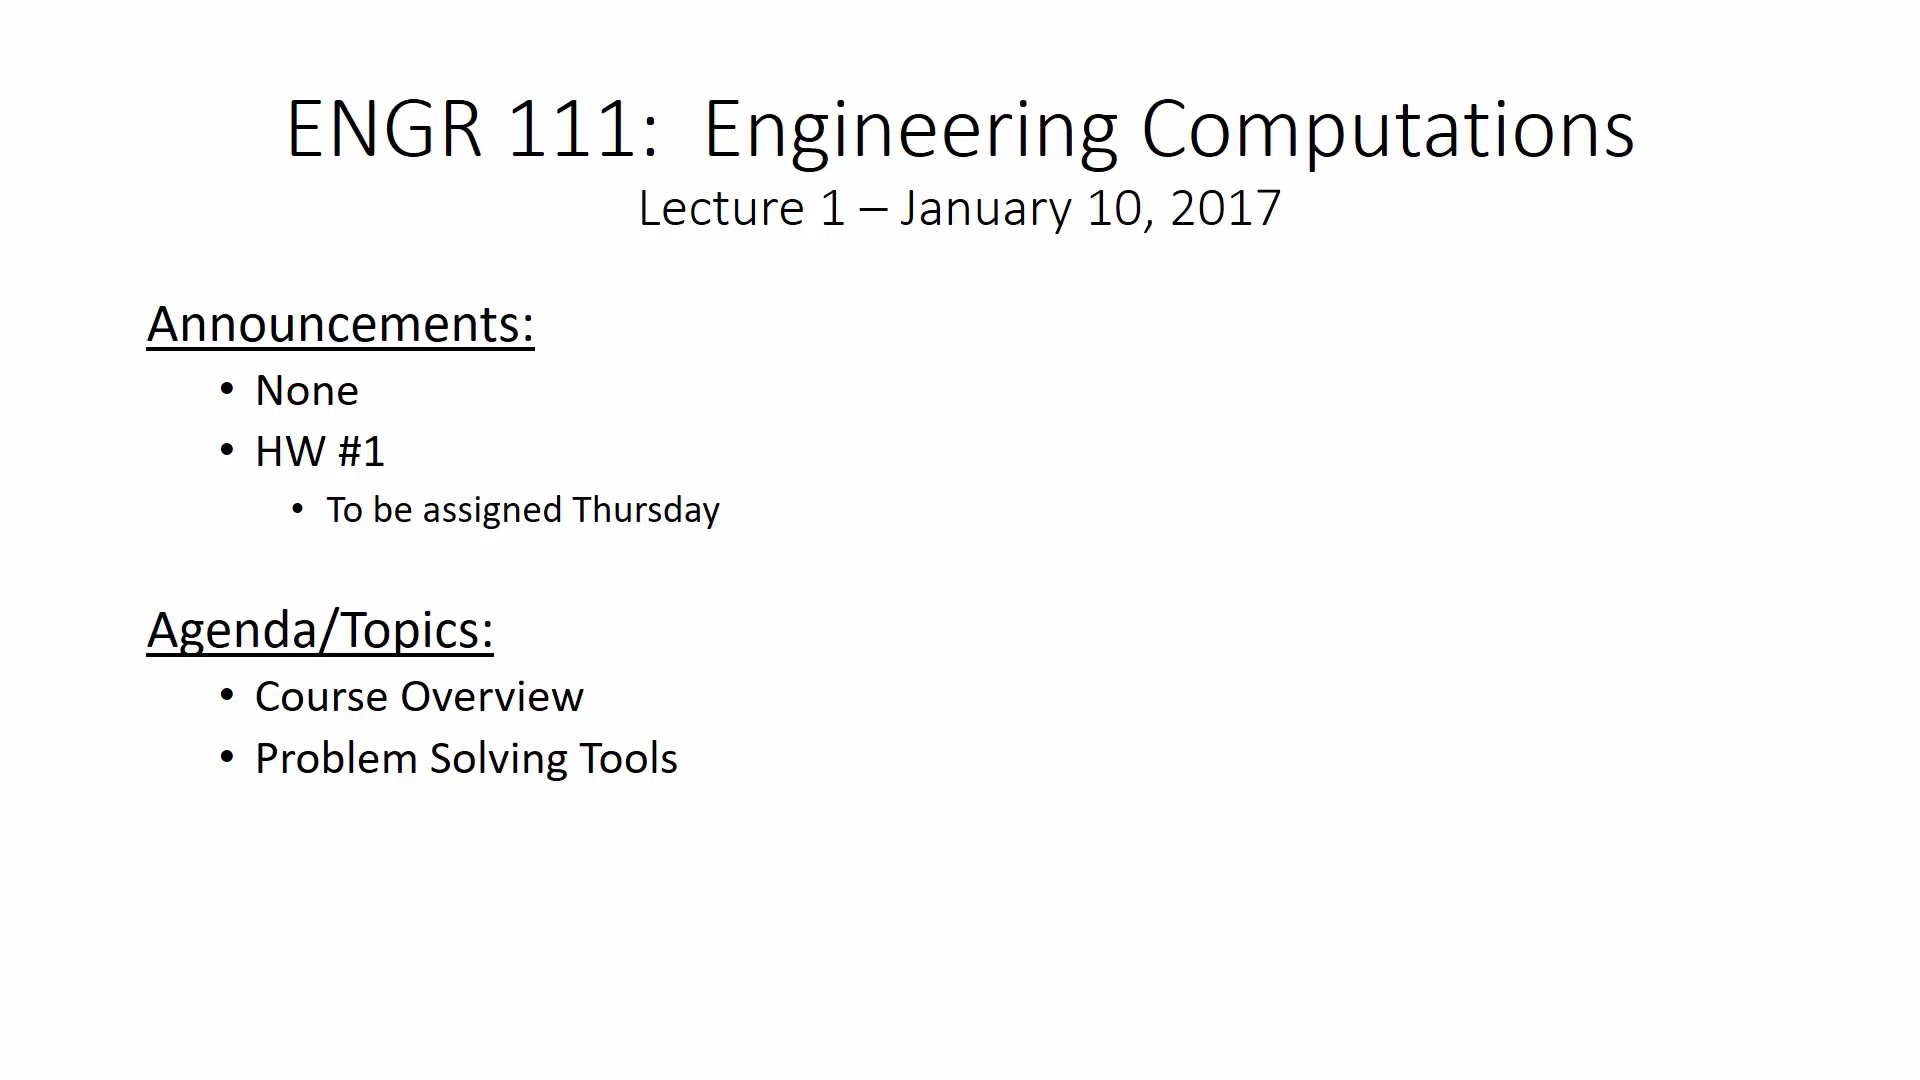 ENGR 111:  Engineering Computations
Lecture 1 – January 10, 2017
Announcements:
• None
• HW #1
• To be assigned Thursday
Agenda/Topics:
• Course Overview
• Problem Solving Tools